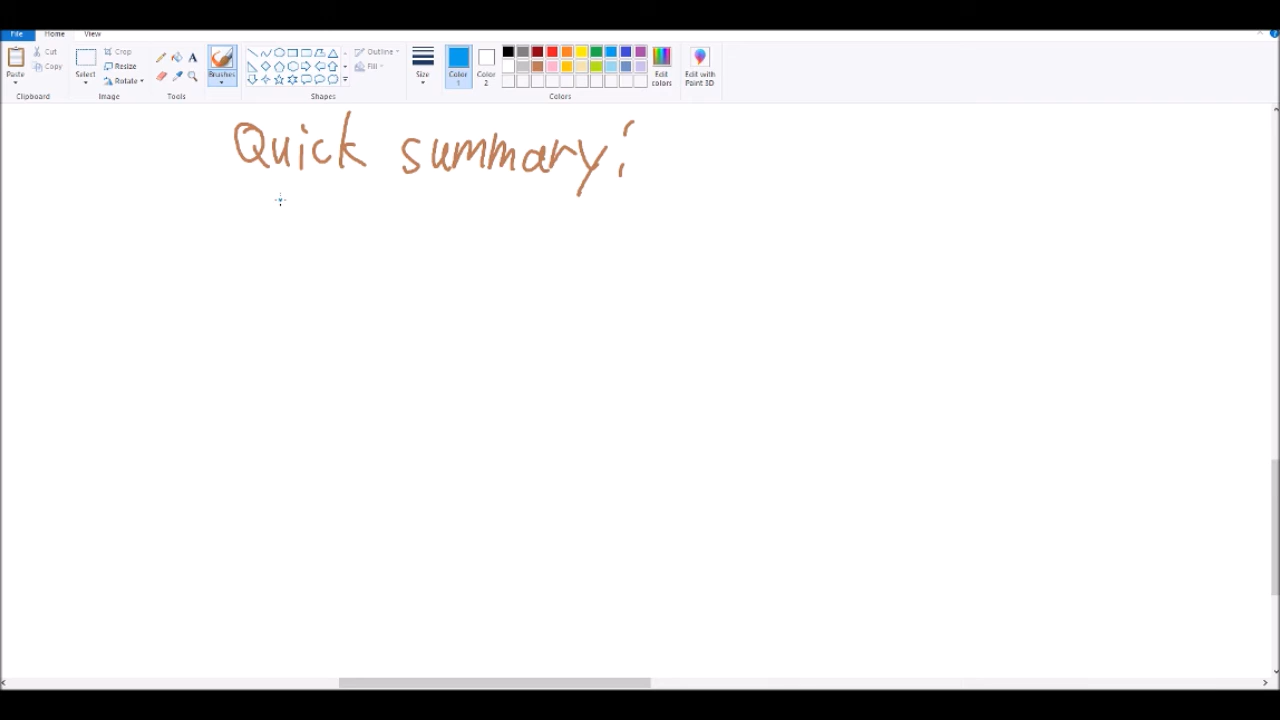 File Home View
Cut
Crop
Outline
Copy
Resize
Fill
Paste
Select
Rotate
Brushes
Size
Color 1
Color 2
Edit colors
Edit with Paint 3D
Clipboard
Image
Tools
Shapes
Colors
Quick summary: